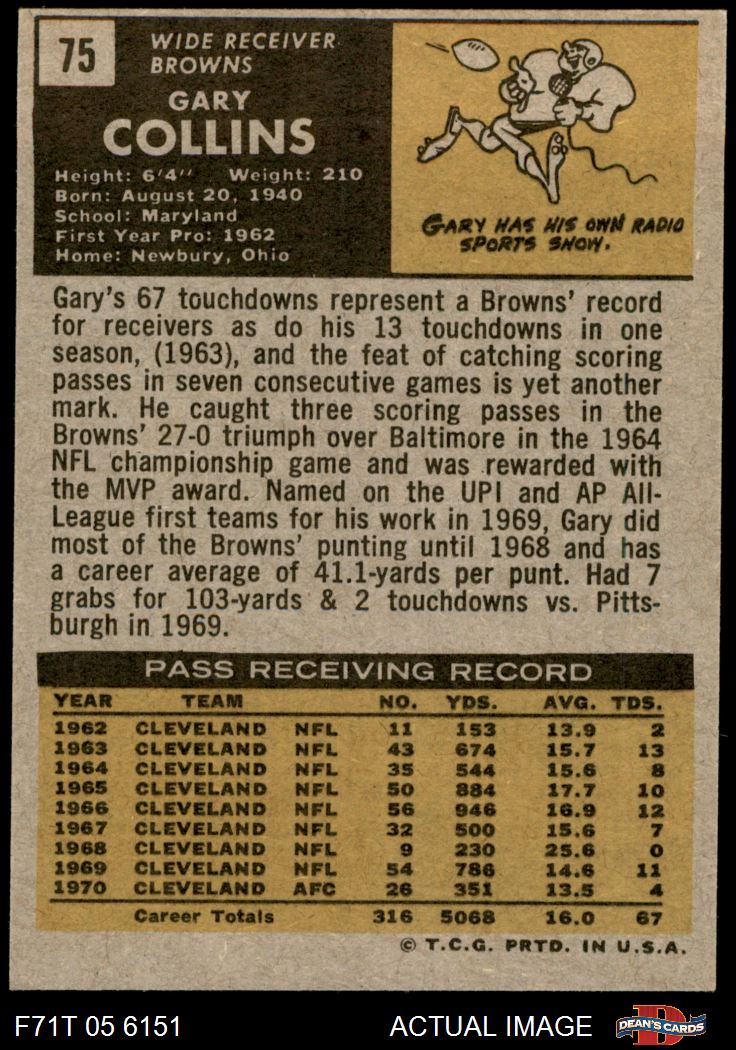 75
WIDE RECEIVER
BROWNS
GARY
COLLINS
Height: 6'4" Weight: 210
Born: August 20, 1940
School: Maryland
First Year Pro: 1962
Home: Newbury, Ohio
GARY HAS HIS OWN RADIO
SPORTS SHOW.
Gary's 67 touchdowns represent a Browns' record
for receivers as do his 13 touchdowns in one
season, (1963), and the feat of catching scoring
passes in seven consecutive games is yet another
mark. He caught three scoring passes in the
Browns' 27-0 triumph over Baltimore in the 1964
NFL championship game and was rewarded with
the MVP award. Named on the UPI and AP All-
League first teams for his work in 1969, Gary did
most of the Browns' punting until 1968 and has
a career average of 41.1-yards per punt. Had 7
grabs for 103-yards & 2 touchdowns vs. Pitts-
burgh in 1969.
PASS RECEIVING RECORD
YEAR TEAM NO. YDS. AVG. TDS.
1962 CLEVELAND NFL 11 153 13.9 2
1963 CLEVELAND NFL 43 674 15.7 13
1964 CLEVELAND NFL 35 544 15.6 8
1965 CLEVELAND NFL 50 884 17.7 10
1966 CLEVELAND NFL 56 946 16.9 12
1967 CLEVELAND NFL 32 500 15.6 7
1968 CLEVELAND NFL 9 230 25.6 0
1969 CLEVELAND NFL 54 786 14.6 11
1970 CLEVELAND AFC 26 351 13.5 4
Career Totals 316 5068 16.0 67
© T.C.G. PRTD. IN U.S.A.
F71T 05 6151 ACTUAL IMAGE D DEAN'S CARDS